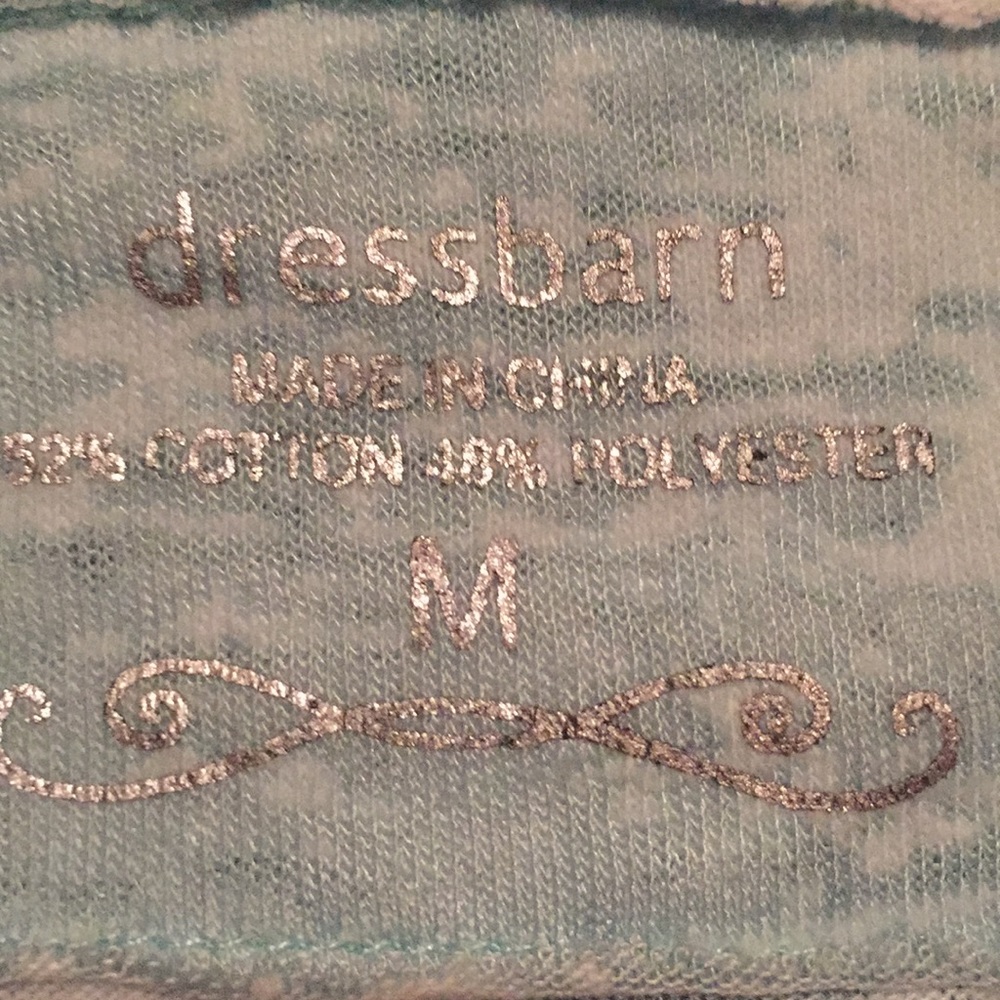 dressbarn
MADE IN CHINA
52% COTTON 48% POLYESTER
M